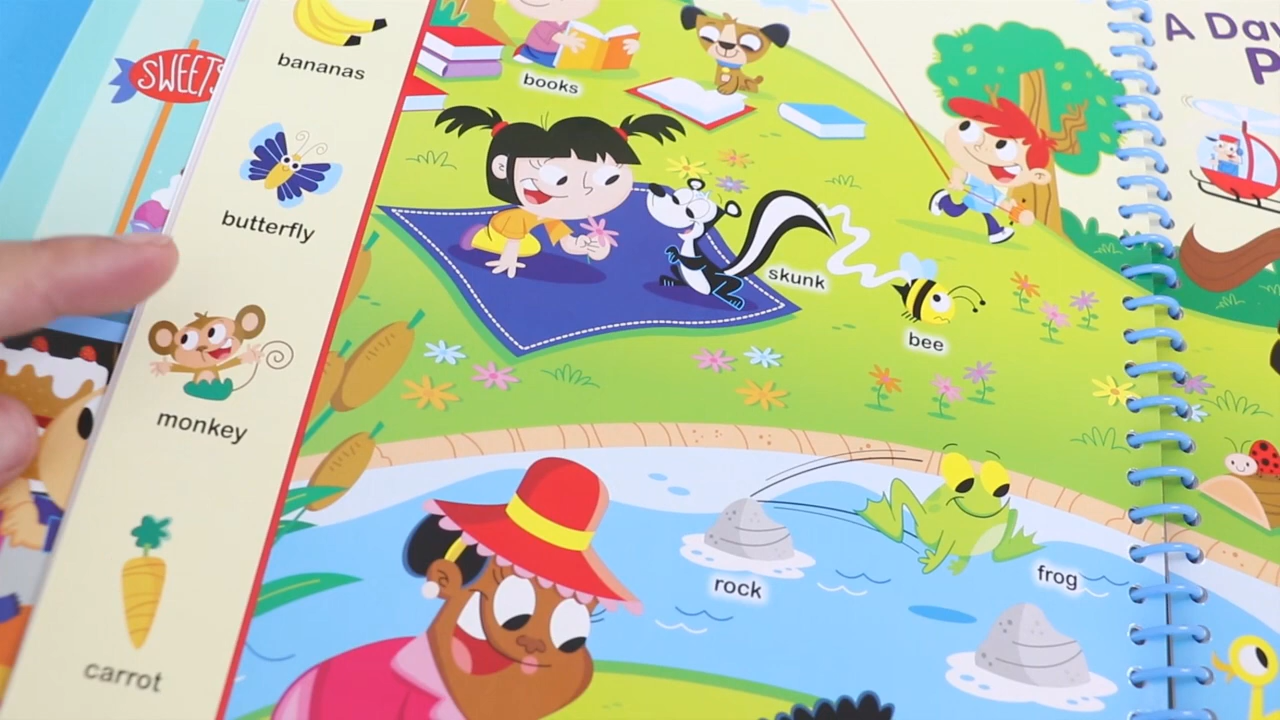 SWEETS
bananas
butterfly
monkey
carrot
books
skunk
bee
rock
frog
A Day
P